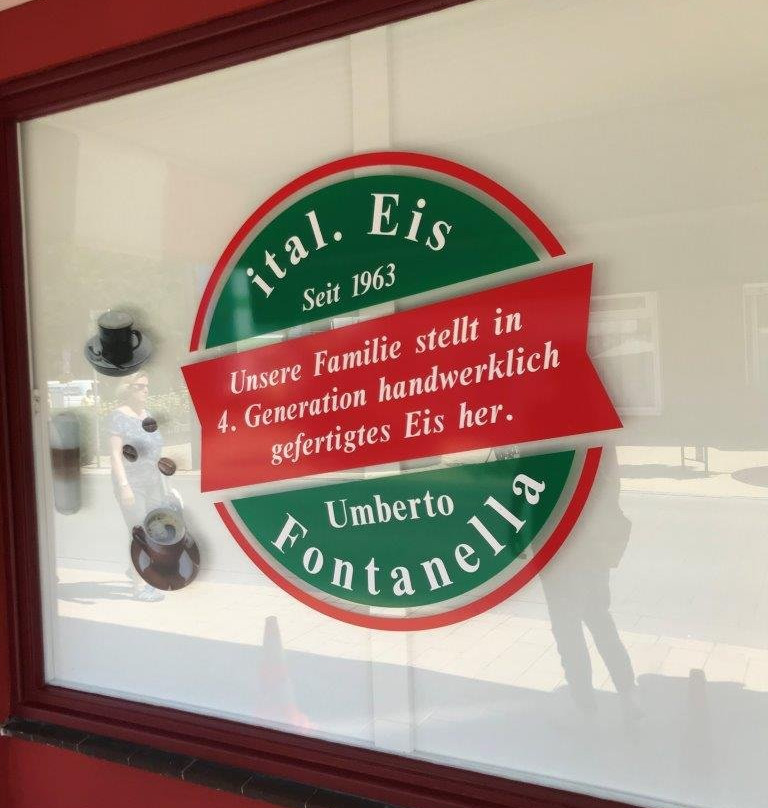 ital. Eis
Seit 1963
Unsere Familie stellt in
4. Generation handwerklich
gefertigtes Eis her.
Umberto
Fontanella